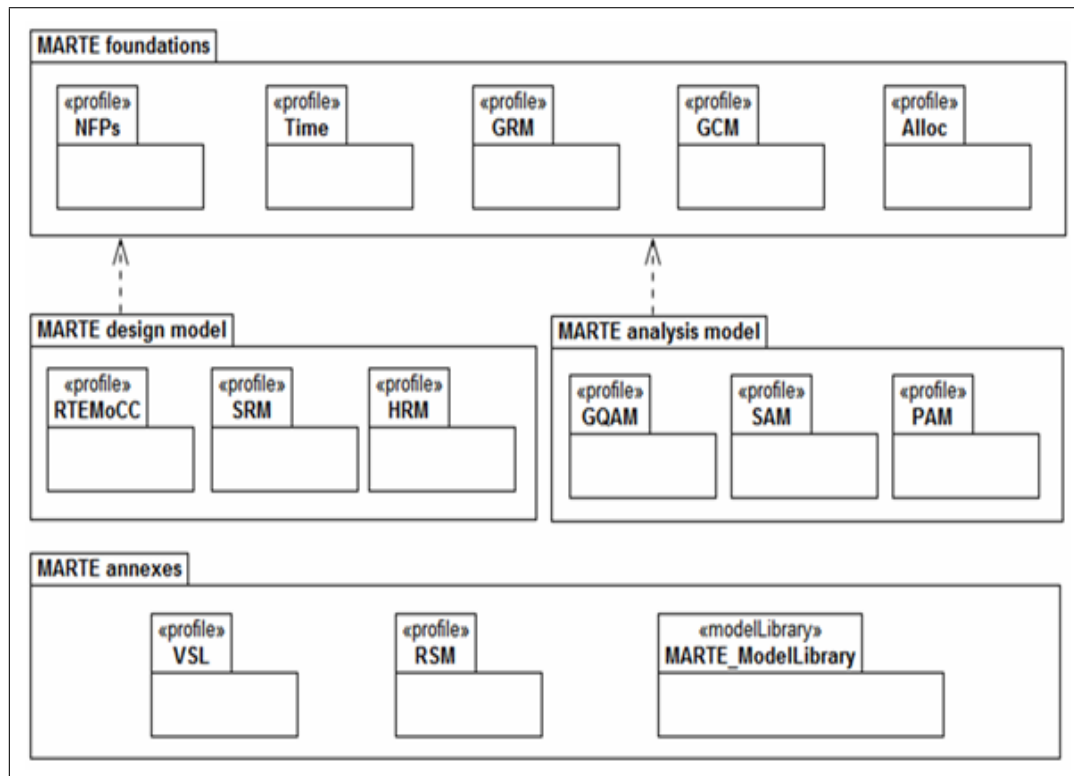 MARTE foundations
«profile»
NFPs
«profile»
Time
«profile»
GRM
«profile»
GCM
«profile»
Alloc
MARTE design model
«profile»
RTEMoCC
«profile»
SRM
«profile»
HRM
MARTE analysis model
«profile»
GQAM
«profile»
SAM
«profile»
PAM
MARTE annexes
«profile»
VSL
«profile»
RSM
«modelLibrary»
MARTE_ModelLibrary